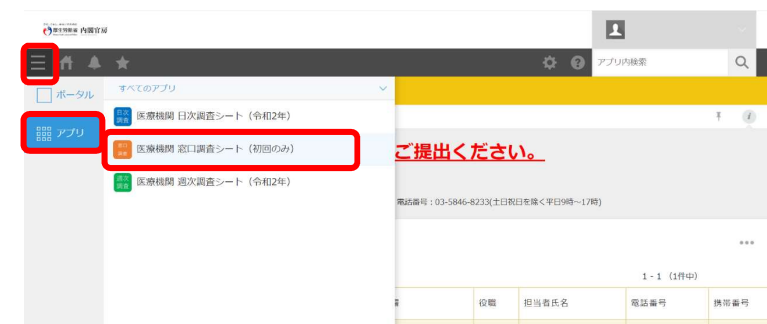 厚生労働省 内閣官房
アプリ内検索
ポータル
アプリ
すべてのアプリ
日次調査
医療機関 日次調査シート（令和2年）
窓口調査
医療機関 窓口調査シート（初回のみ）
週次調査
医療機関 週次調査シート（令和2年）
ご提出ください。
電話番号：03-5846-8233(土日祝日を除く平日9時～17時)
1 - 1 （1件中）
役職
担当者氏名
電話番号
携帯番号